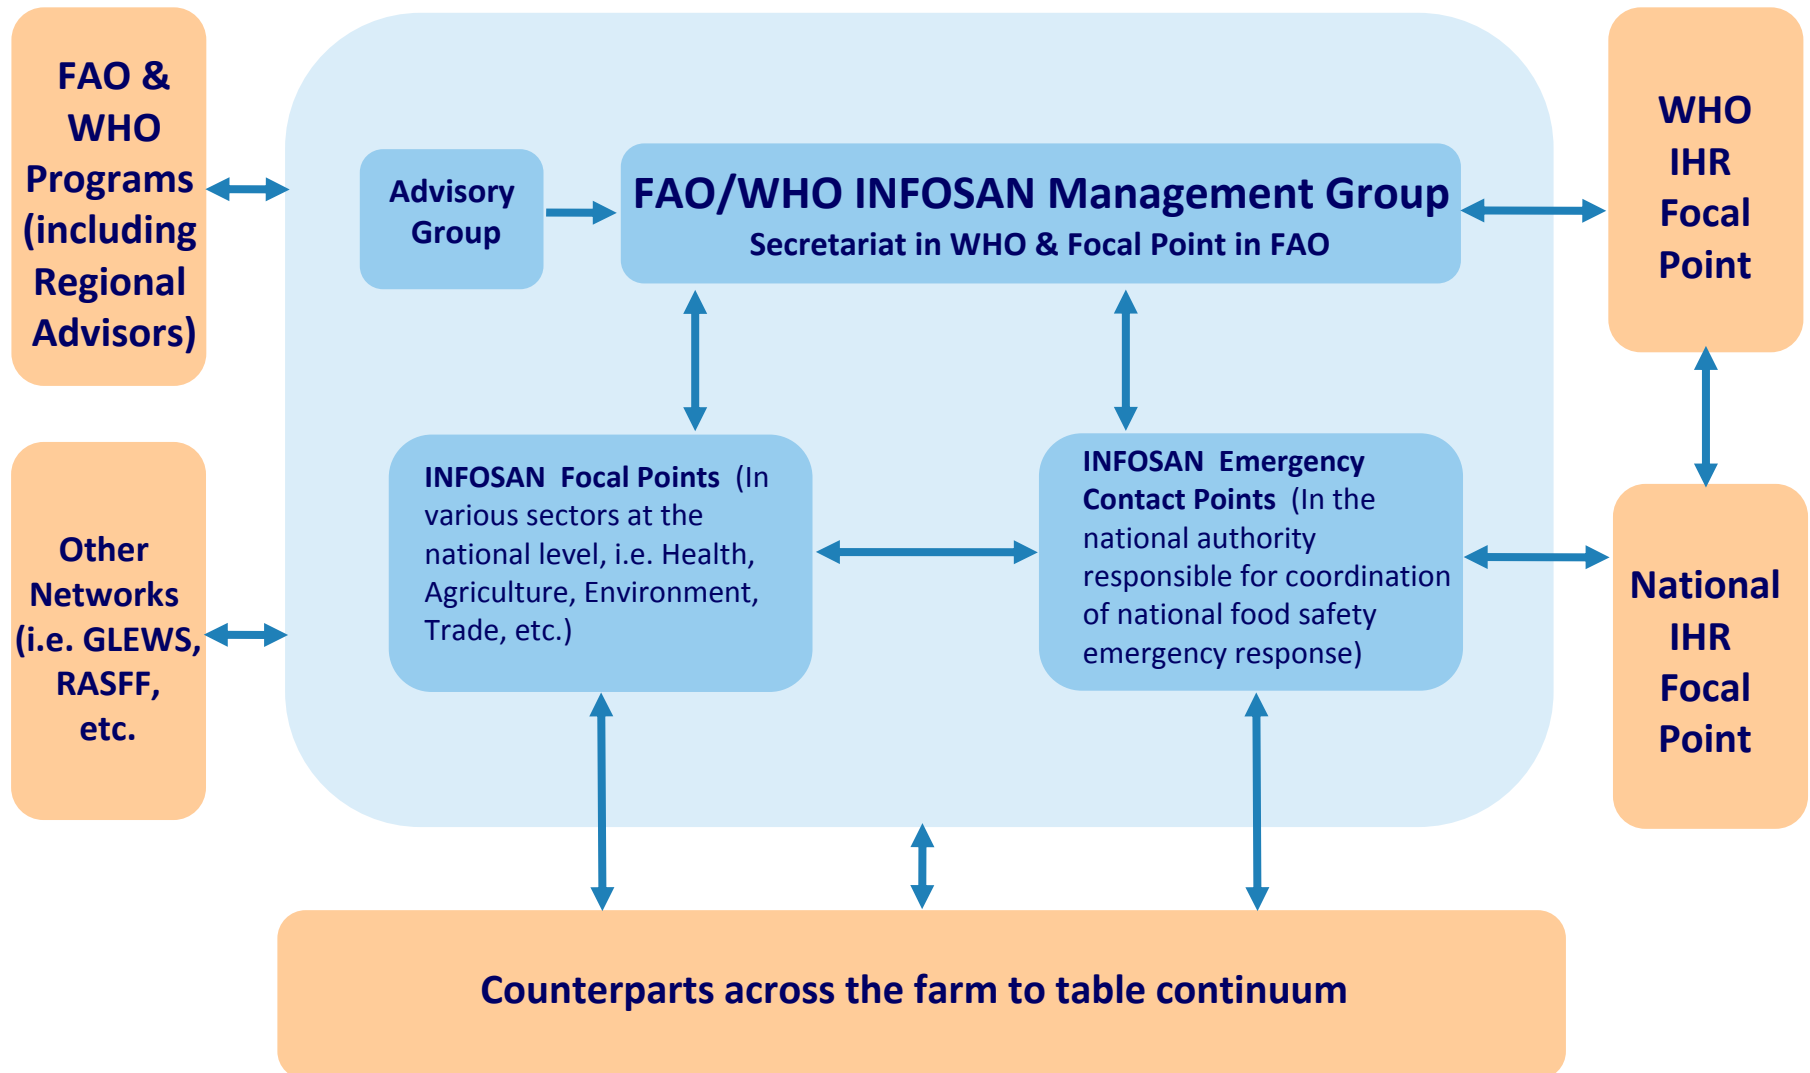 FAO &
WHO
Programs
(including
Regional
Advisors)
Other
Networks
(i.e. GLEWS,
RASFF,
etc.
Advisory
Group
FAO/WHO INFOSAN Management Group
Secretariat in WHO & Focal Point in FAO
INFOSAN Focal Points (In
various sectors at the
national level, i.e. Health,
Agriculture, Environment,
Trade, etc.)
INFOSAN Emergency
Contact Points (In the
national authority
responsible for coordination
of national food safety
emergency response)
WHO
IHR
Focal
Point
National
IHR
Focal
Point
Counterparts across the farm to table continuum